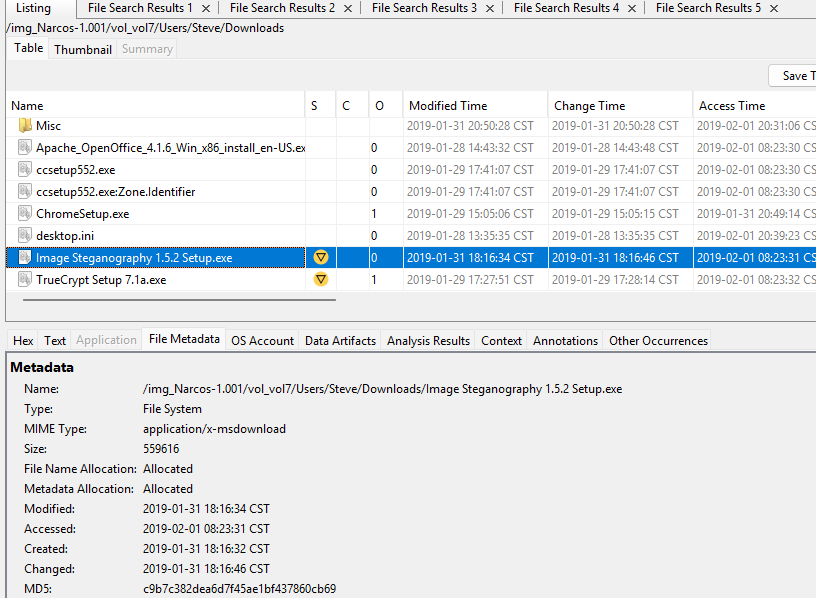 Listing File Search Results 1 × File Search Results 2 × File Search Results 3 × File Search Results 4 × File Search Results 5 ×
/img_Narcos-1.001/vol_vol7/Users/Steve/Downloads
Table Thumbnail Summary
Save T
Name S C O Modified Time Change Time Access Time
Misc 2019-01-31 20:50:28 CST 2019-01-31 20:50:28 CST 2019-02-01 20:31:06 CS
Apache_OpenOffice_4.1.6_Win_x86_install_en-US.ex 0 2019-01-28 14:43:32 CST 2019-01-28 14:43:48 CST 2019-02-01 08:23:30 CS
ccsetup552.exe 0 2019-01-29 17:41:07 CST 2019-01-29 17:41:07 CST 2019-02-01 08:23:30 CS
ccsetup552.exe:Zone.Identifier 0 2019-01-29 17:41:07 CST 2019-01-29 17:41:07 CST 2019-02-01 08:23:30 CS
ChromeSetup.exe 1 2019-01-29 15:05:06 CST 2019-01-29 15:05:15 CST 2019-01-31 20:49:14 CS
desktop.ini 0 2019-01-28 13:35:35 CST 2019-01-28 13:35:35 CST 2019-02-01 20:39:23 CS
Image Steganography 1.5.2 Setup.exe 0 2019-01-31 18:16:34 CST 2019-01-31 18:16:46 CST 2019-02-01 08:23:31 CS
TrueCrypt Setup 7.1a.exe 1 2019-01-29 17:27:51 CST 2019-01-29 17:28:14 CST 2019-02-01 08:23:32 CS
Hex Text Application File Metadata OS Account Data Artifacts Analysis Results Context Annotations Other Occurrences
Metadata
Name: /img_Narcos-1.001/vol_vol7/Users/Steve/Downloads/Image Steganography 1.5.2 Setup.exe
Type: File System
MIME Type: application/x-msdownload
Size: 559616
File Name Allocation: Allocated
Metadata Allocation: Allocated
Modified: 2019-01-31 18:16:34 CST
Accessed: 2019-02-01 08:23:31 CST
Created: 2019-01-31 18:16:32 CST
Changed: 2019-01-31 18:16:46 CST
MD5: c9b7c382dea6d7f45ae1bf437860cb69